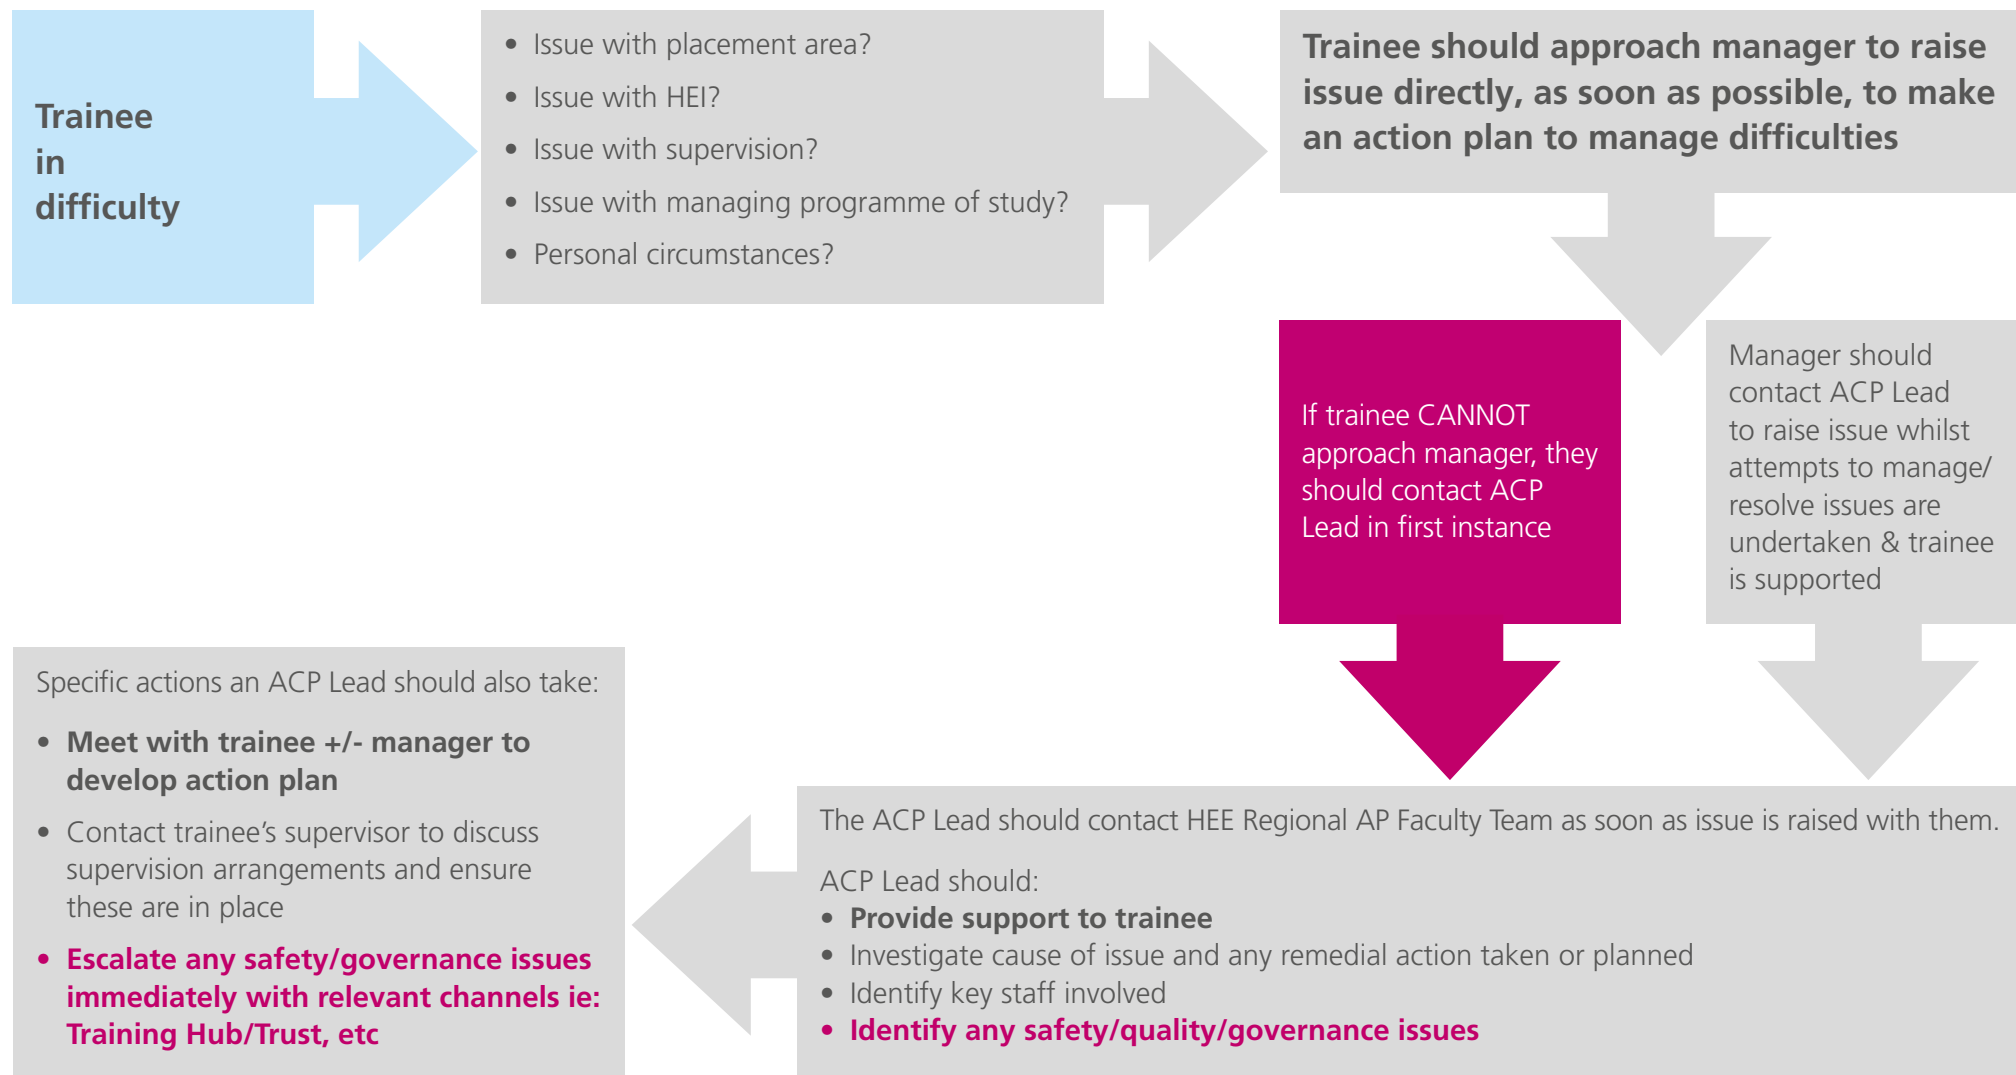 Trainee
in
difficulty
• Issue with placement area?
• Issue with HEI?
• Issue with supervision?
• Issue with managing programme of study?
• Personal circumstances?
Trainee should approach manager to raise
issue directly, as soon as possible, to make
an action plan to manage difficulties
If trainee CANNOT
approach manager, they
should contact ACP
Lead in first instance
Manager should
contact ACP Lead
to raise issue whilst
attempts to manage/
resolve issues are
undertaken & trainee
is supported
The ACP Lead should contact HEE Regional AP Faculty Team as soon as issue is raised with them.
ACP Lead should:
• Provide support to trainee
• Investigate cause of issue and any remedial action taken or planned
• Identify key staff involved
• Identify any safety/quality/governance issues
Specific actions an ACP Lead should also take:
• Meet with trainee +/- manager to
develop action plan
• Contact trainee’s supervisor to discuss
supervision arrangements and ensure
these are in place
• Escalate any safety/governance issues
immediately with relevant channels ie:
Training Hub/Trust, etc